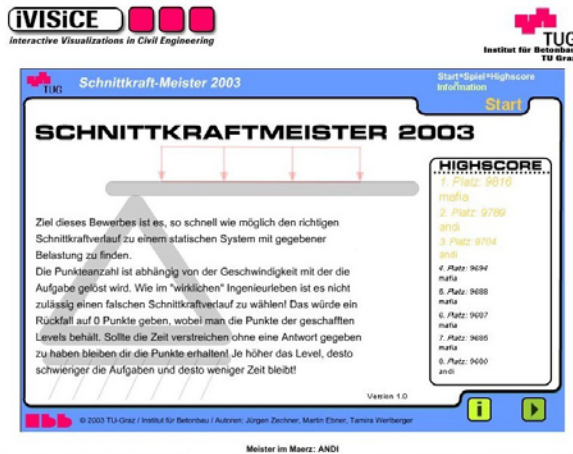 iVISiCE
interactive Visualizations in Civil Engineering
TUG
Institut für Betonbau
TU Graz
TUG
Schnittkraft-Meister 2003
Start*Spiel*Highscore
Information
Start
SCHNITTKRAFTMEISTER 2003
Ziel dieses Bewerbes ist es, so schnell wie möglich den richtigen
Schnittkraftverlauf zu einem statischen System mit gegebener
Belastung zu finden.
Die Punkteanzahl ist abhängig von der Geschwindigkeit mit der die
Aufgabe gelöst wird. Wie im "wirklichen" Ingenieurleben ist es nicht
zulässig einen falschen Schnittkraftverlauf zu wählen! Das würde ein
Rückfall auf 0 Punkte geben, wobei man die Punkte der geschafften
Levels behält. Sollte die Zeit verstreichen ohne eine Antwort gegeben
zu haben bleiben dir die Punkte erhalten! Je höher das Level, desto
schwieriger die Aufgaben und desto weniger Zeit bleibt!
Version 1.0
HIGHSCORE
1. Platz: 9816
mafia
2. Platz: 9789
andi
3. Platz: 9704
andi
4. Platz: 9694
mafia
5. Platz: 9688
mafia
6. Platz: 9687
mafia
7. Platz: 9686
mafia
8. Platz:
andi
i
© 2003 TU-Graz / Institut für Betonbau / Autoren: Jürgen Zechner, Martin Ebner, Tamira Wertberger
Meister im Maerz: ANDI